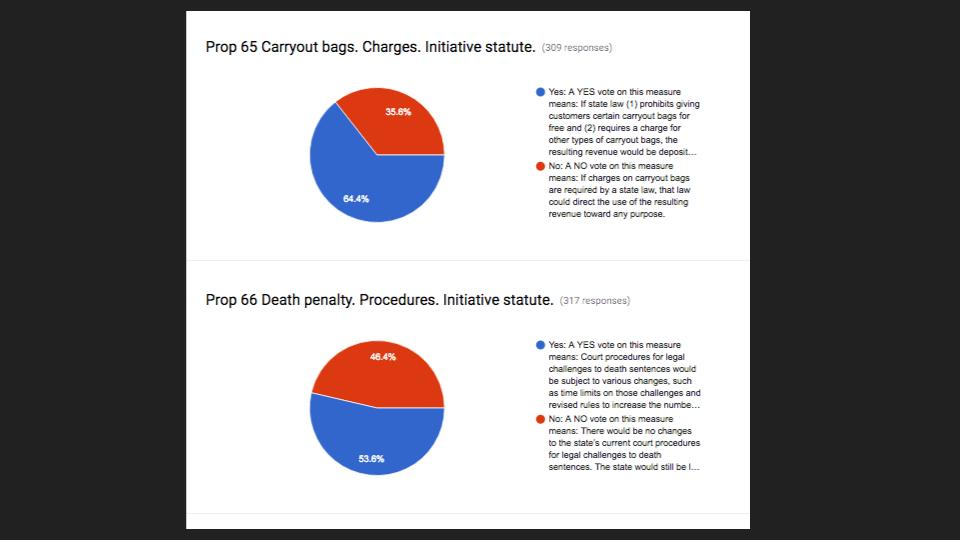 Prop 65 Carryout bags. Charges. Initiative statute. (309 responses)
35.6%
64.4%
Yes: A YES vote on this measure
means: If state law (1) prohibits giving
customers certain carryout bags for
free and (2) requires a charge for
other types of carryout bags, the
resulting revenue would be deposit...
No: A NO vote on this measure
means: If charges on carryout bags
are required by a state law, that law
could direct the use of the resulting
revenue toward any purpose.
Prop 66 Death penalty. Procedures. Initiative statute. (317 responses)
46.4%
53.6%
Yes: A YES vote on this measure
means: Court procedures for legal
challenges to death sentences would
be subject to various changes, such
as time limits on those challenges and
revised rules to increase the numbe...
No: A NO vote on this measure
means: There would be no changes
to the state's current court procedures
for legal challenges to death
sentences. The state would still be l...